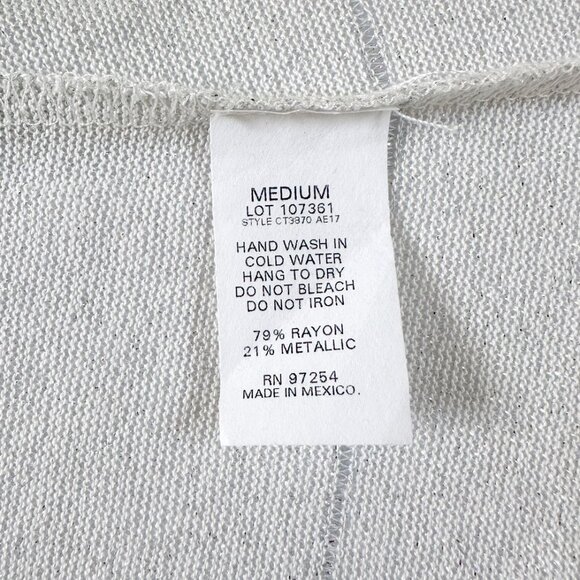 MEDIUM
LOT 107361
STYLE CT3870 AE17
HAND WASH IN
COLD WATER
HANG TO DRY
DO NOT BLEACH
DO NOT IRON
79% RAYON
21% METALLIC
RN 97254
MADE IN MEXICO.